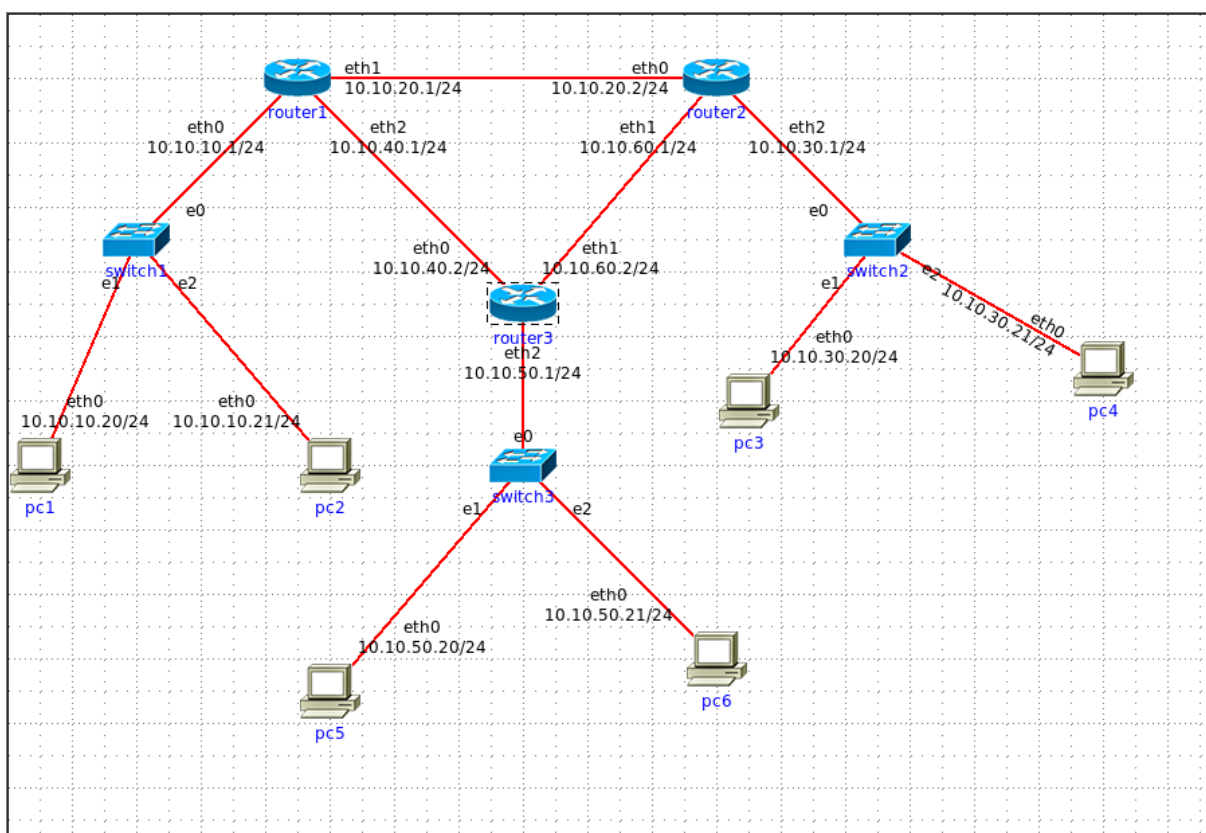 eth1
10.10.20.1/24
eth0
10.10.20.2/24
router1
router2
eth0
10.10.10.1/24
eth2
10.10.40.1/24
eth1
10.10.60.1/24
eth2
10.10.30.1/24
e0
switch1
e1
e2
e0
switch2
e1
e2
eth0
10.10.40.2/24
eth1
10.10.60.2/24
router3
eth2
10.10.50.1/24
eth0
10.10.30.20/24
eth0
10.10.30.21/24
pc3
pc4
eth0
10.10.10.20/24
eth0
10.10.10.21/24
pc1
pc2
e0
switch3
e1
e2
eth0
10.10.50.20/24
eth0
10.10.50.21/24
pc5
pc6